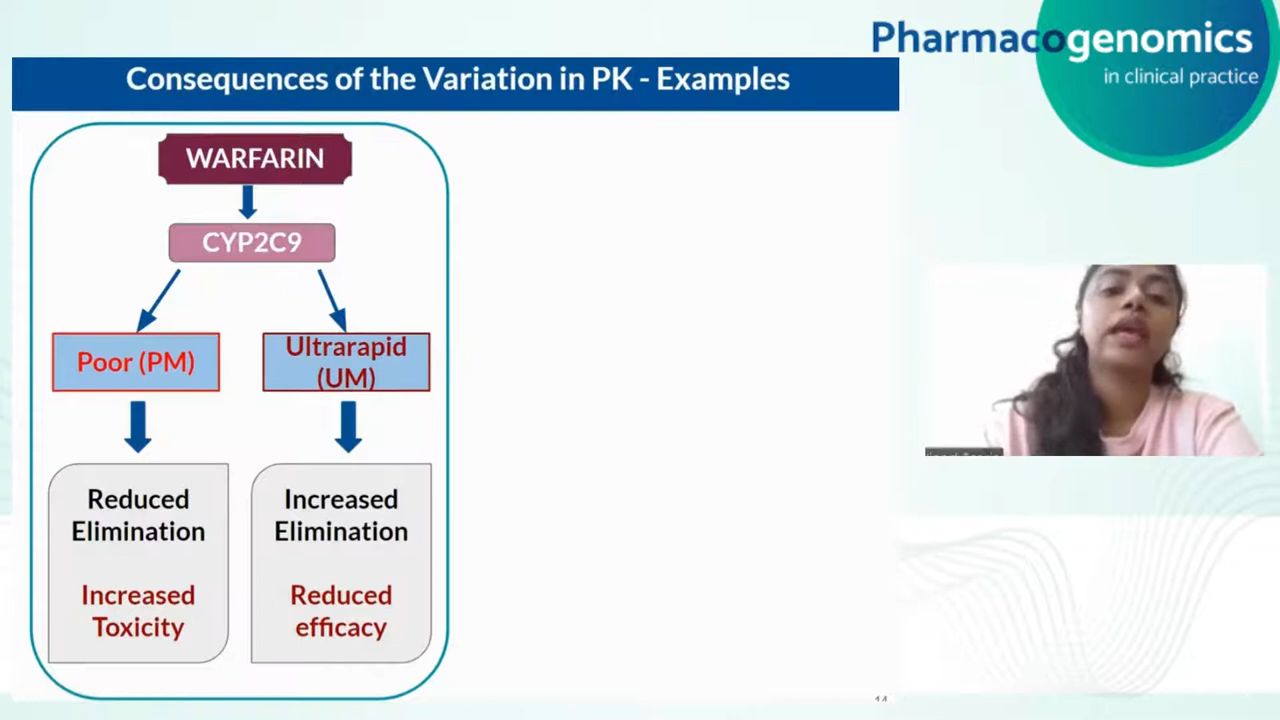 Pharmacogenomics
in clinical practice
Consequences of the Variation in PK - Examples
WARFARIN
CYP2C9
Poor (PM)
Ultrarapid
(UM)
Reduced
Elimination
Increased
Toxicity
Increased
Elimination
Reduced
efficacy